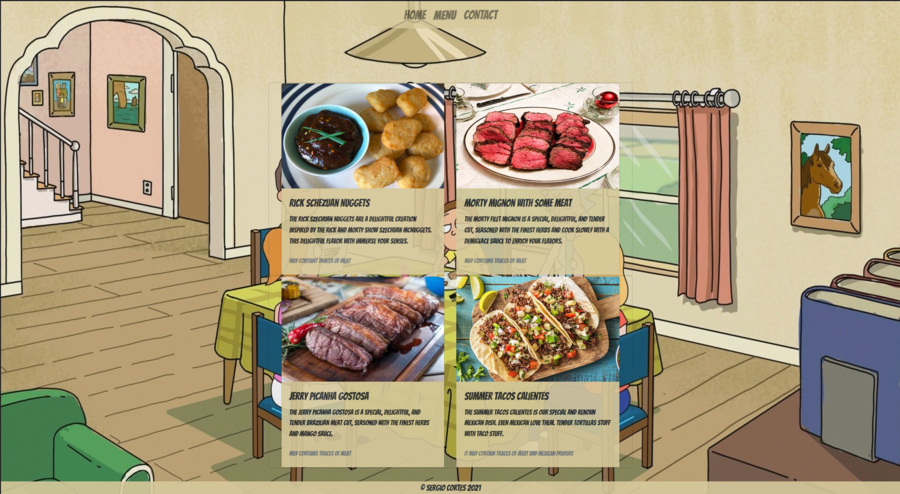 HOME MENU CONTACT
RICK SCHEZUAN NUGGETS
THE RICK SZECHUAN NUGGETS ARE A DELIGHTFUL CREATION
INSPIRED BY THE RICK AND MORTY SHOW SZECHUAN MCNUGGETS.
THIS DELIGHTFUL FLAVOR WITH IMMERSE YOUR SENSES.
MAY CONTAINT TRACES OF MEAT
MORTY MIGNON WITH SOME MEAT
THE MORTY FILET MIGNON IS A SPECIAL, DELIGHTFUL, AND TENDER
CUT, SEASONED WITH THE FINEST HERBS AND COOK SLOWLY WITH A
DEMIGLACE SAUCE TO ENRICH YOUR FLAVORS.
MAY CONTAINS TRACES OF MEAT
JERRY PICANHA GOSTOSA
THE JERRY PICANHA GOSTOSA IS A SPECIAL, DELIGHTFUL, AND
TENDER BRAZILIAN MEAT CUT, SEASONED WITH THE FINEST HERBS
AND MANGO SAUCE.
MAY CONTAINS TRACES OF MEAT
SUMMER TACOS CALIENTES
THE SUMMER TACOS CALIENTES IS OUR SPECIAL AND RENOWN
MEXICAN DISH. EVEN MEXICAN LOVE THEM. TENDER TORTILLAS STUFF
WITH TACO STUFF.
IT MAY CONTAIN TRACES OF MEAT AND MEXICAN
© SERGIO CORTES 2021